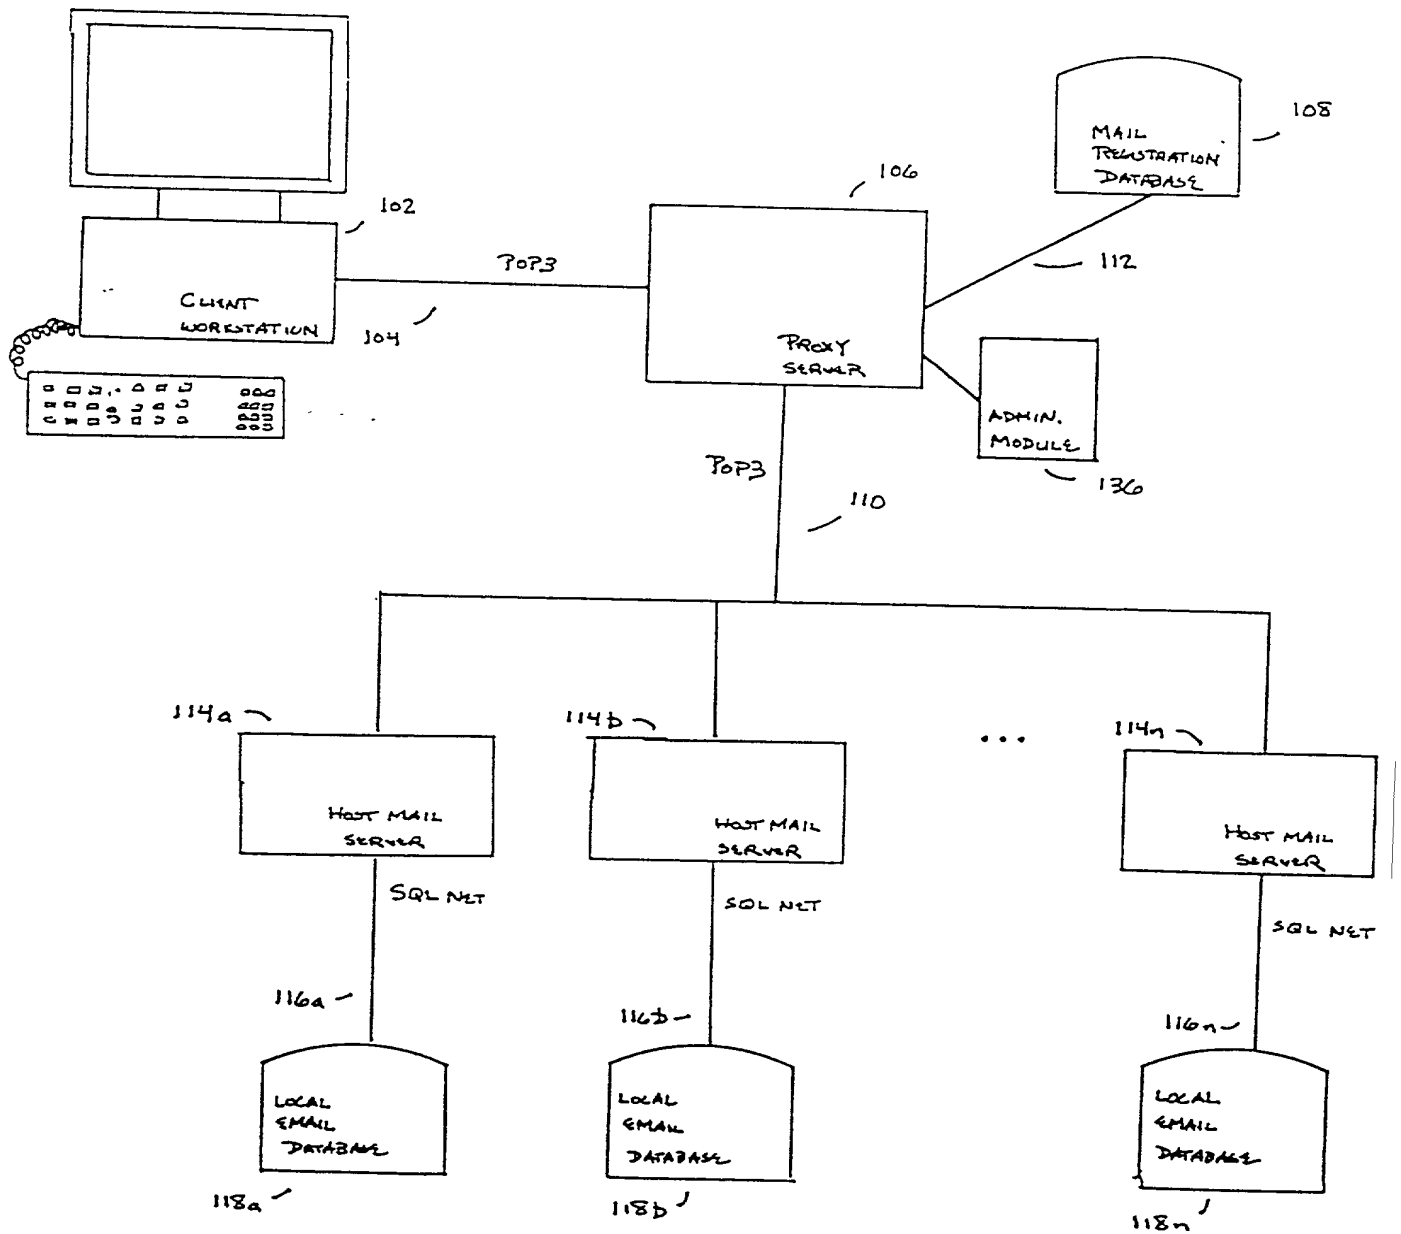 108
MAIL
REGISTRATION
DATABASE
106
102
POP3
112
CLIENT
WORKSTATION
104
PROXY
SERVER
ADMIN.
MODULE
POP3
136
110
114a
114b
...
114n
HOST MAIL
SERVER
HOST MAIL
SERVER
HOST MAIL
SERVER
SQL NET
SQL NET
SQL NET
116a
116b
116n
LOCAL
EMAIL
DATABASE
LOCAL
EMAIL
DATABASE
LOCAL
EMAIL
DATABASE
118a
118b
118n